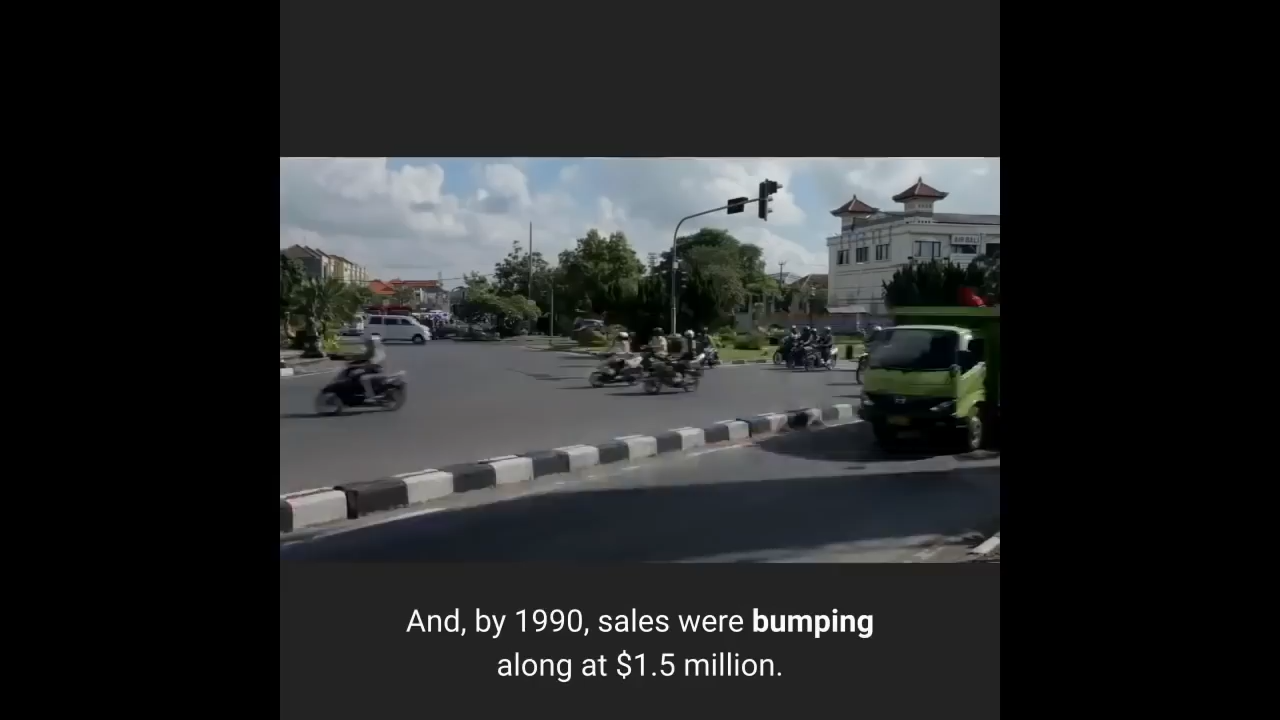 And, by 1990, sales were bumping
along at $1.5 million.